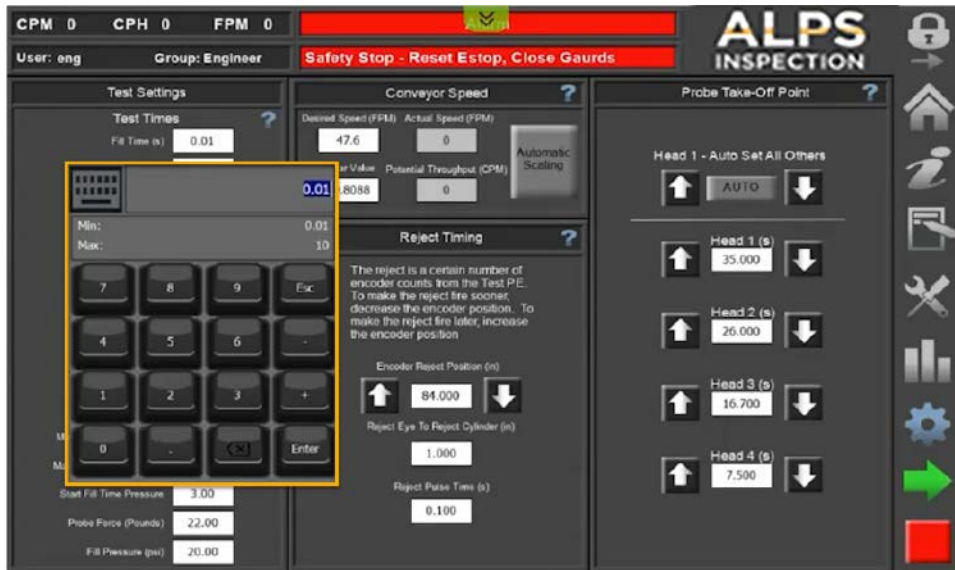 CPM 0 CPH 0 FPM 0
User: eng Group: Engineer
Safety Stop - Reset Estop, Close Gaurds
ALPS
INSPECTION
Test Settings
Test Times ?
Fill Time (s) 0.01
0.01
Min: 0.01
Max: 10
7 8 9 Esc
4 5 6 -
1 2 3 +
0 . Enter
Start Fill Time Pressure 3.00
Probe Force (Pounds) 22.00
Fill Pressure (psi) 20.00
Conveyor Speed ?
Desired Speed (FPM) Actual Speed (FPM)
47.6 0
Value Potential Throughput (CPM)
.8088 0
Automatic
Scaling
Reject Timing ?
The reject is a certain number of
encoder counts from the Test PE.
To make the reject fire sooner,
decrease the encoder position. To
make the reject fire later, increase
the encoder position
Encoder Reject Position (in)
84.000
Reject Eye To Reject Cylinder (in)
1.000
Reject Pulse Time (s)
0.100
Probe Take-Off Point ?
Head 1 - Auto Set All Others
AUTO
Head 1 (s)
35.000
Head 2 (s)
26.000
Head 3 (s)
16.700
Head 4 (s)
7.500